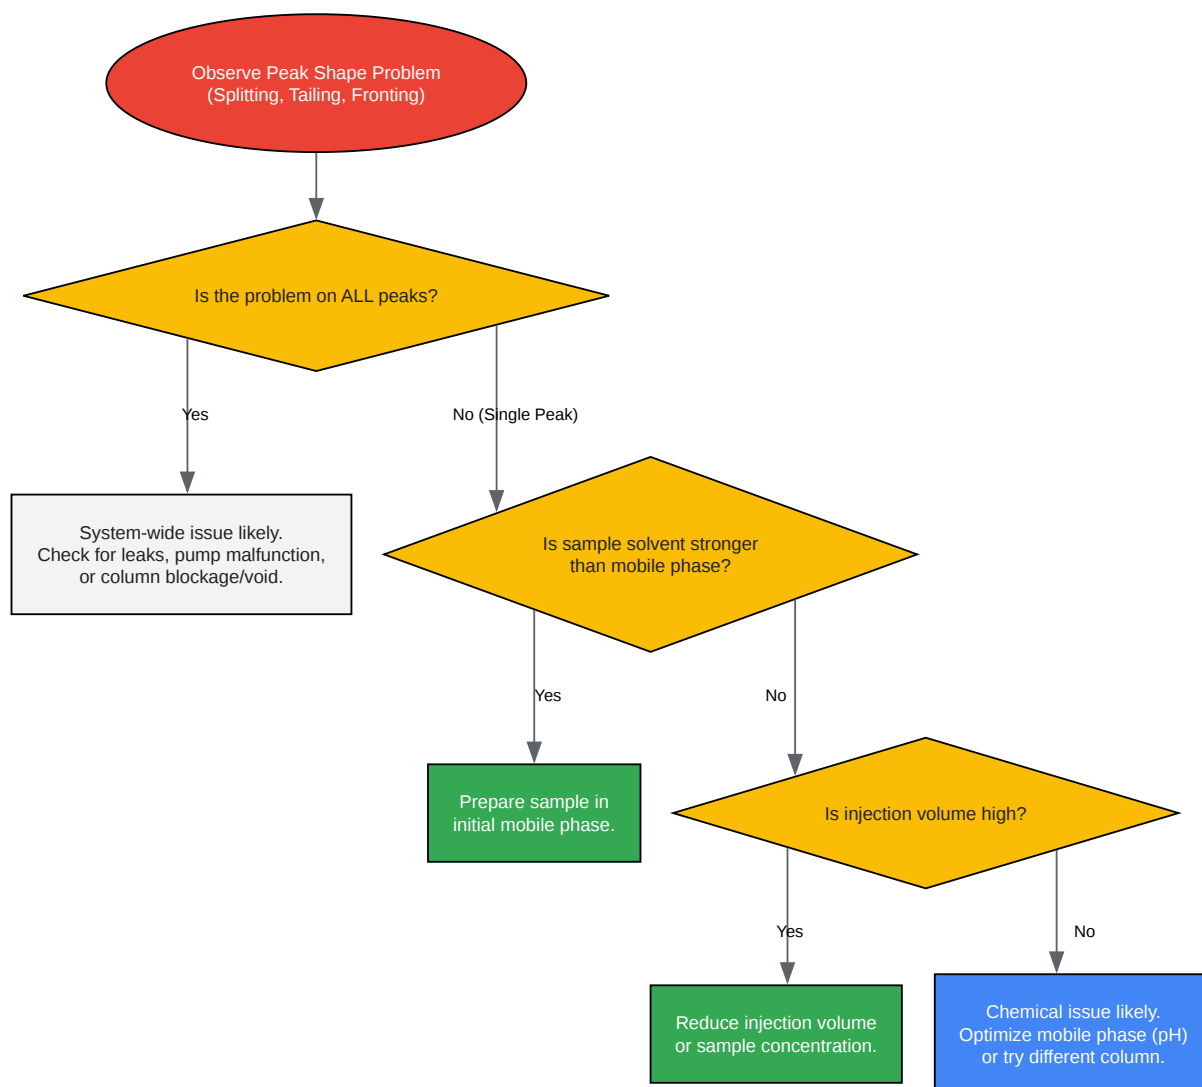 Observe Peak Shape Problem
(Splitting, Tailing, Fronting)
Is the problem on ALL peaks?
Yes
No (Single Peak)
System-wide issue likely.
Check for leaks, pump malfunction,
or column blockage/void.
Is sample solvent stronger
than mobile phase?
Yes
No
Prepare sample in
initial mobile phase.
Is injection volume high?
Yes
No
Reduce injection volume
or sample concentration.
Chemical issue likely.
Optimize mobile phase (pH)
or try different column.